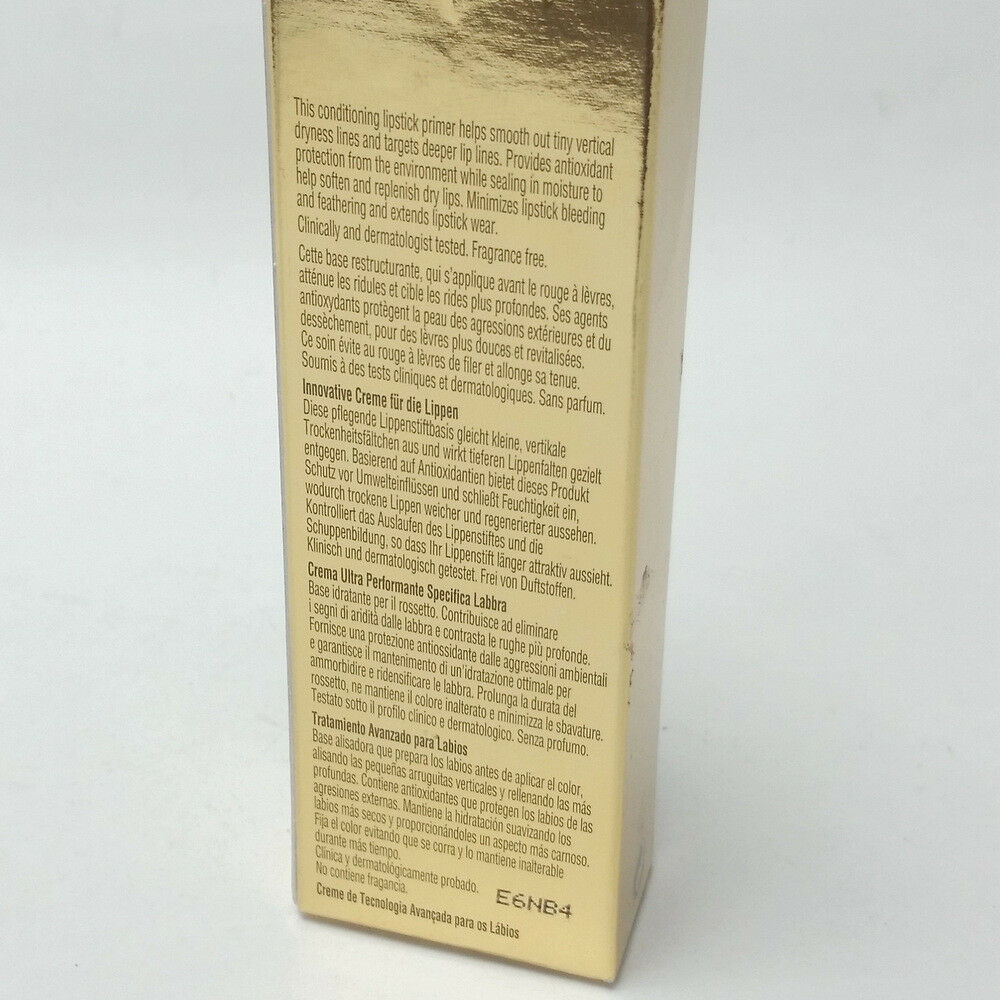 This conditioning lipstick primer helps smooth out tiny vertical
dryness lines and targets deeper lip lines. Provides antioxidant
protection from the environment while sealing in moisture to
help soften and replenish dry lips. Minimizes lipstick bleeding
and feathering and extends lipstick wear.
Clinically and dermatologist tested. Fragrance free.
Cette base restructurante, qui s'applique avant le rouge à lèvres,
atténue les ridules et cible les rides plus profondes. Ses agents
antioxydants protègent la peau des agressions extérieures et du
dessèchement, pour des lèvres plus douces et revitalisées.
Ce soin évite au rouge à lèvres de filer et allonge sa tenue.
Soumis à des tests cliniques et dermatologiques. Sans parfum.
Innovative Creme für die Lippen
Diese pflegende Lippenstiftbasis gleicht kleine, vertikale
Trockenheitsfältchen aus und wirkt tieferen Lippenfalten gezielt
entgegen. Basierend auf Antioxidantien bietet dieses Produkt
Schutz vor Umwelteinflüssen und schließt Feuchtigkeit ein,
wodurch trockene Lippen weicher und regenerierter aussehen.
Kontrolliert das Auslaufen des Lippenstiftes und die
Schuppenbildung, so dass Ihr Lippenstift länger attraktiv aussieht.
Klinisch und dermatologisch getestet. Frei von Duftstoffen.
Crema Ultra Performante Specifica Labbra
Base idratante per il rossetto. Contribuisce ad eliminare
i segni di aridità dalle labbra e contrasta le rughe più profonde.
Fornisce una protezione antiossidante dalle aggressioni ambientali
e garantisce il mantenimento di un'idratazione ottimale per
ammorbidire e ridensificare le labbra. Prolunga la durata del
rossetto, ne mantiene il colore inalterato e minimizza le sbavature.
Testato sotto il profilo clinico e dermatologico. Senza profumo.
Tratamiento Avanzado para Labios
Base alisadora que prepara los labios antes de aplicar el color,
alisando las pequeñas arruguitas verticales y rellenando las más
profundas. Contiene antioxidantes que protegen los labios de las
agresiones externas. Mantiene la hidratación suavizando los
labios más secos y proporcionándoles un aspecto más carnoso.
Fija el color evitando que se corra y lo mantiene inalterable
durante más tiempo.
Clínica y dermatológicamente probado.
No contiene fragancia.
E6NB4
Creme de Tecnologia Avançada para os Lábios